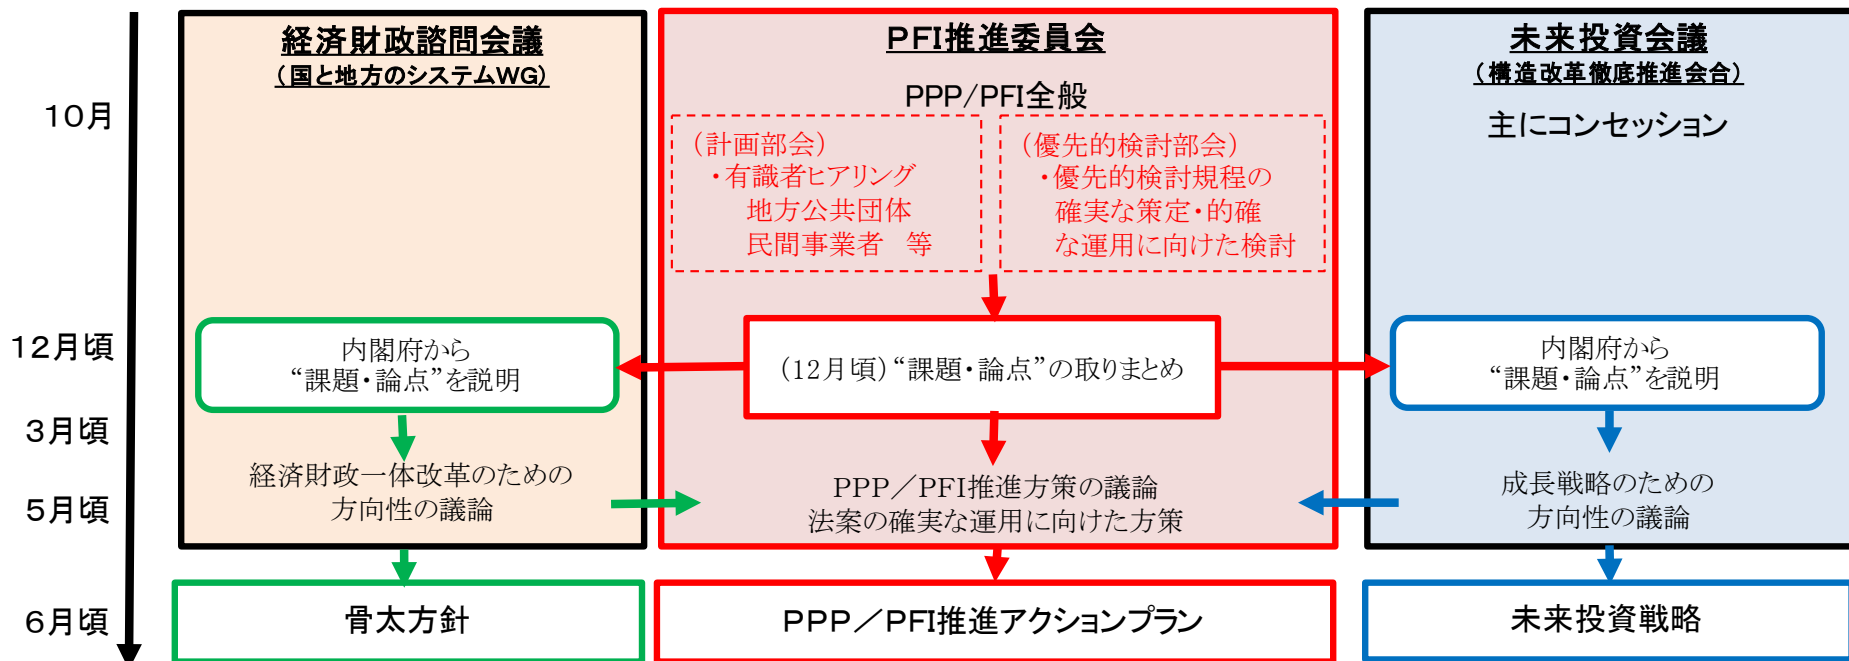 10月
12月頃
3月頃
5月頃
6月頃
経済財政諮問会議
（国と地方のシステムWG）
内閣府から
“課題・論点”を説明
経済財政一体改革のための
方向性の議論
骨太方針
PFI推進委員会
PPP/PFI全般
（計画部会）
・有識者ヒアリング
地方公共団体
民間事業者　等
（優先的検討部会）
・優先的検討規程の
確実な策定・的確
な運用に向けた検討
（12月頃）“課題・論点”の取りまとめ
PPP／PFI推進方策の議論
法案の確実な運用に向けた方策
PPP／PFI推進アクションプラン
未来投資会議
（構造改革徹底推進会合）
主にコンセッション
内閣府から
“課題・論点”を説明
成長戦略のための
方向性の議論
未来投資戦略